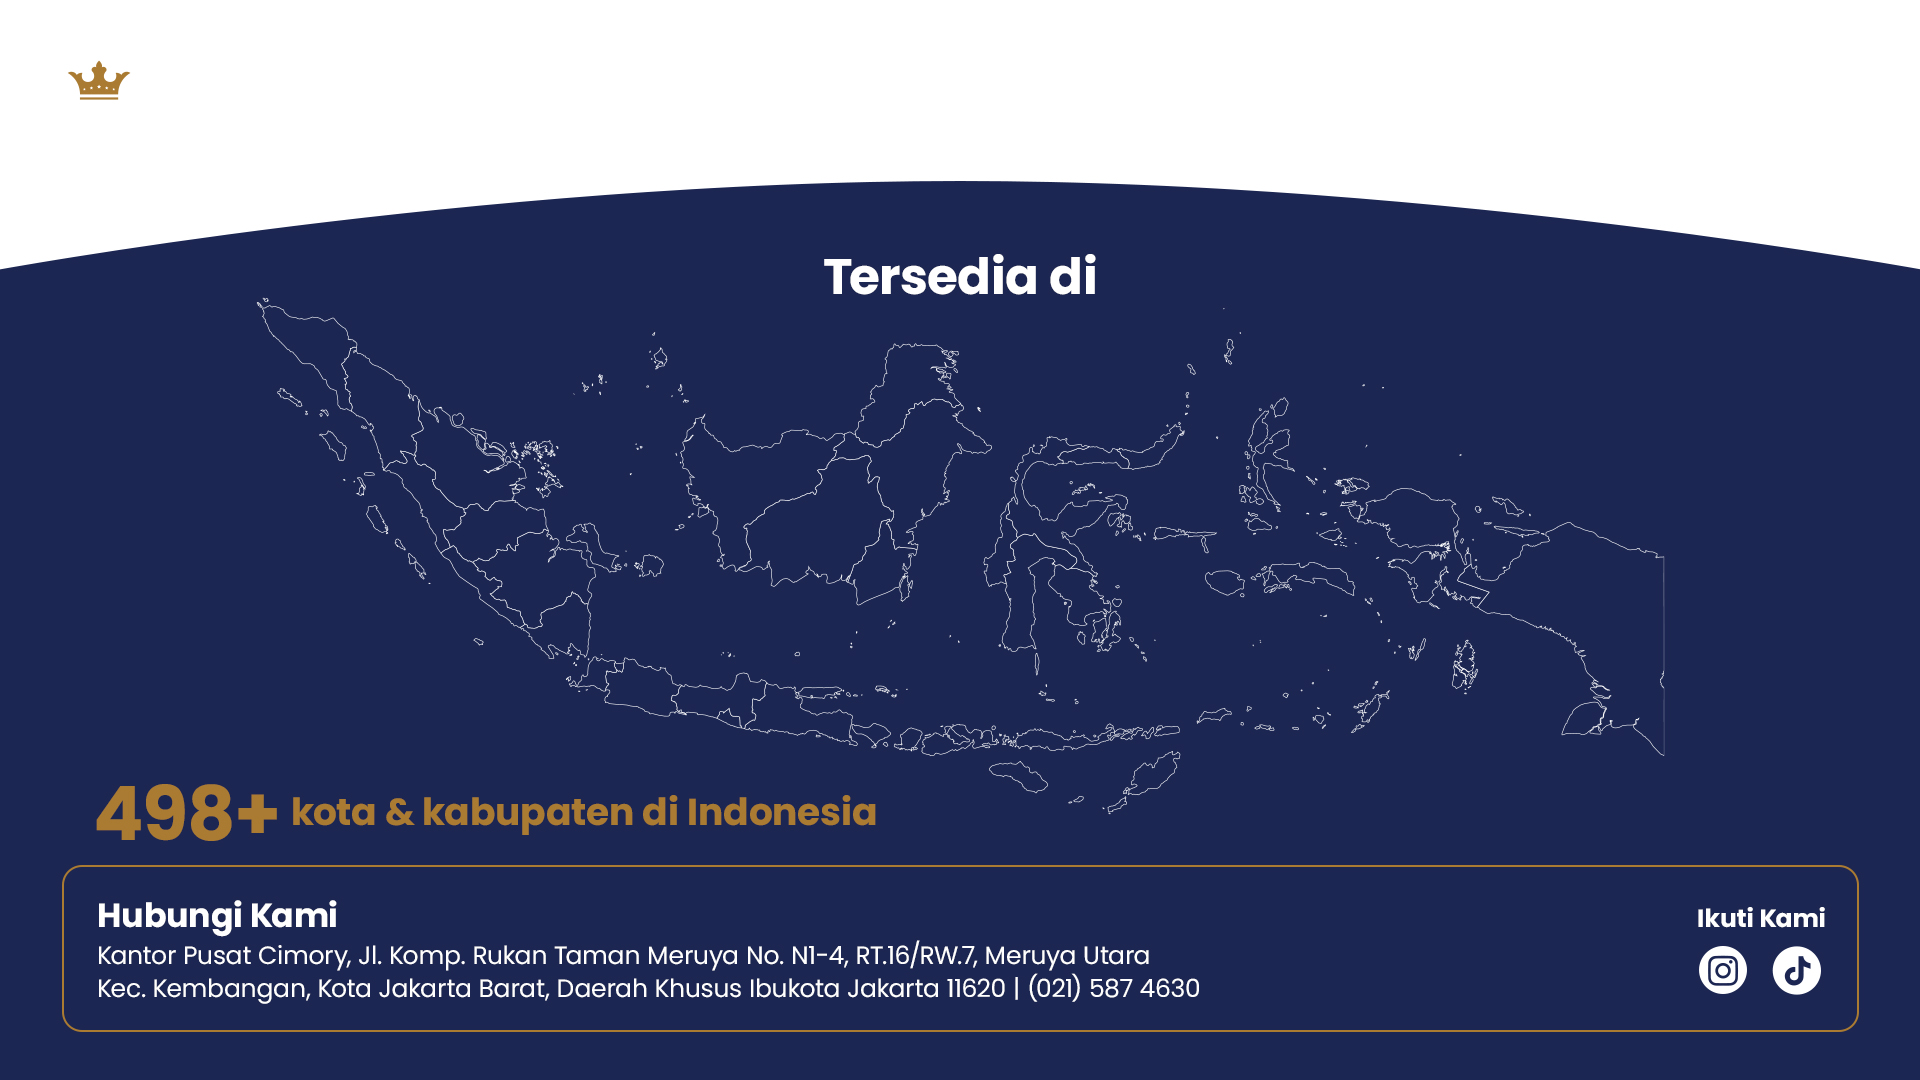 Tersedia di
498+ kota & kabupaten di Indonesia
Hubungi Kami
Kantor Pusat Cimory, Jl. Komp. Rukan Taman Meruya No. N1-4, RT.16/RW.7, Meruya Utara
Kec. Kembangan, Kota Jakarta Barat, Daerah Khusus Ibukota Jakarta 11620 | (021) 587 4630
Ikuti Kami